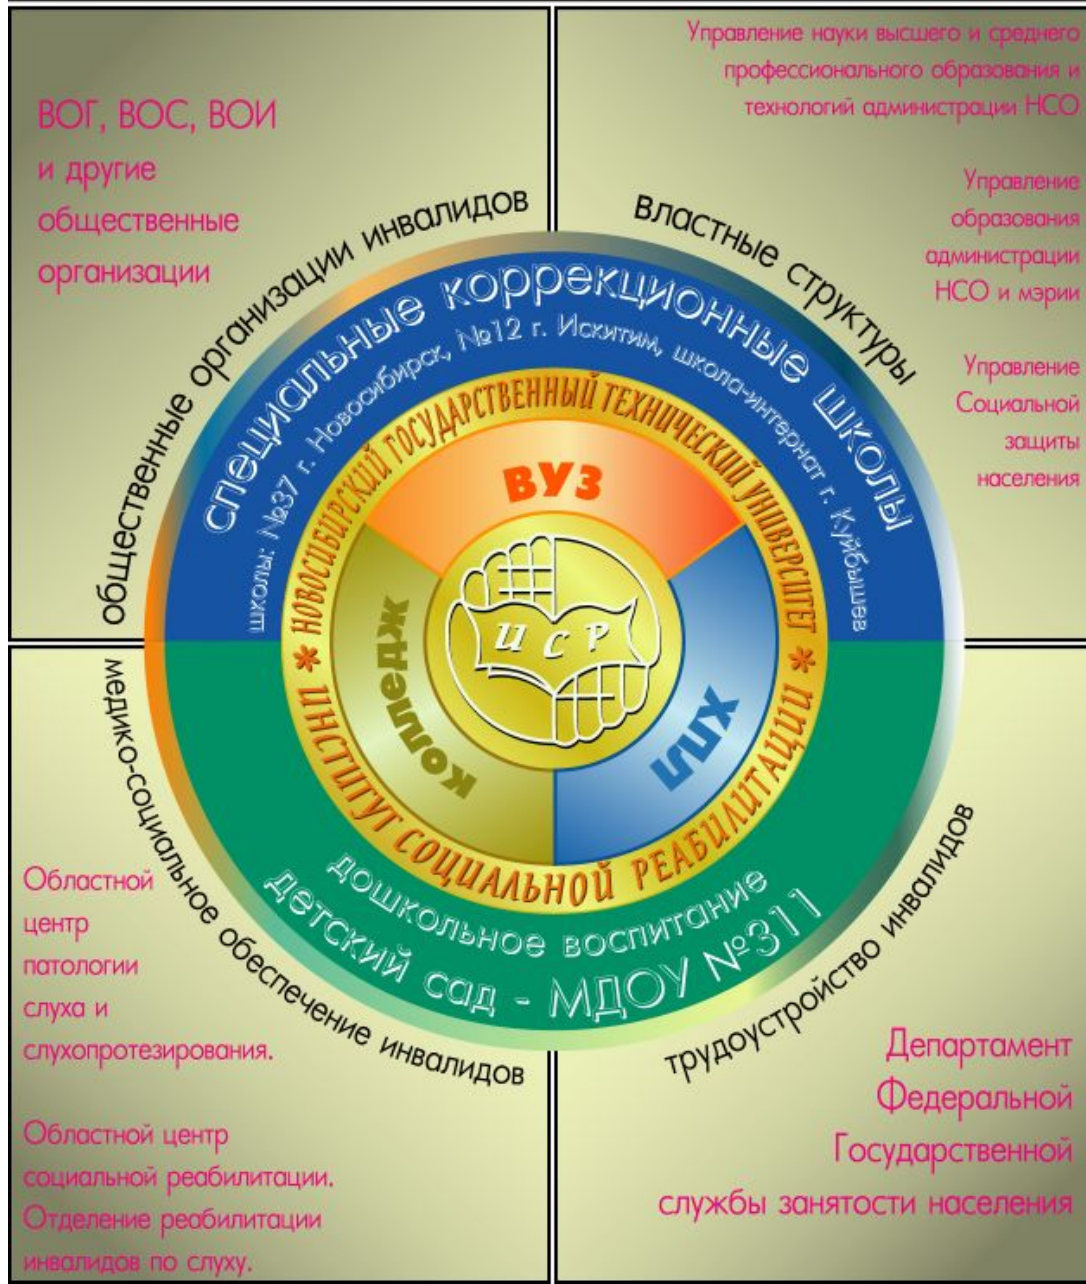 ВОГ, ВОС, ВОИ
и другие
общественные
организации
Управление науки высшего и среднего
профессионального образования и
технологий администрации НСО
Управление
образования
администрации
НСО и мэрии
Управление
Социальной
защиты
населения
общественные организации инвалидов
властные структуры
специальные коррекционные школы
школы: №37 г. Новосибирск, №12 г. Искитим, школа-интернат г. Куйбышев
* НОВОСИБИРСКИЙ ГОСУДАРСТВЕННЫЙ ТЕХНИЧЕСКИЙ УНИВЕРСИТЕТ *
ВУЗ
колледж
ИСР
ЛПХ
ИНСТИТУТ СОЦИАЛЬНОЙ РЕАБИЛИТАЦИИ
дошкольное воспитание
детский сад - МДОУ №311
медико-социальное обеспечение инвалидов
трудоустройство инвалидов
Областной
центр
патологии
слуха и
слухопротезирования.
Областной центр
социальной реабилитации.
Отделение реабилитации
инвалидов по слуху.
Департамент
Федеральной
Государственной
службы занятости населения